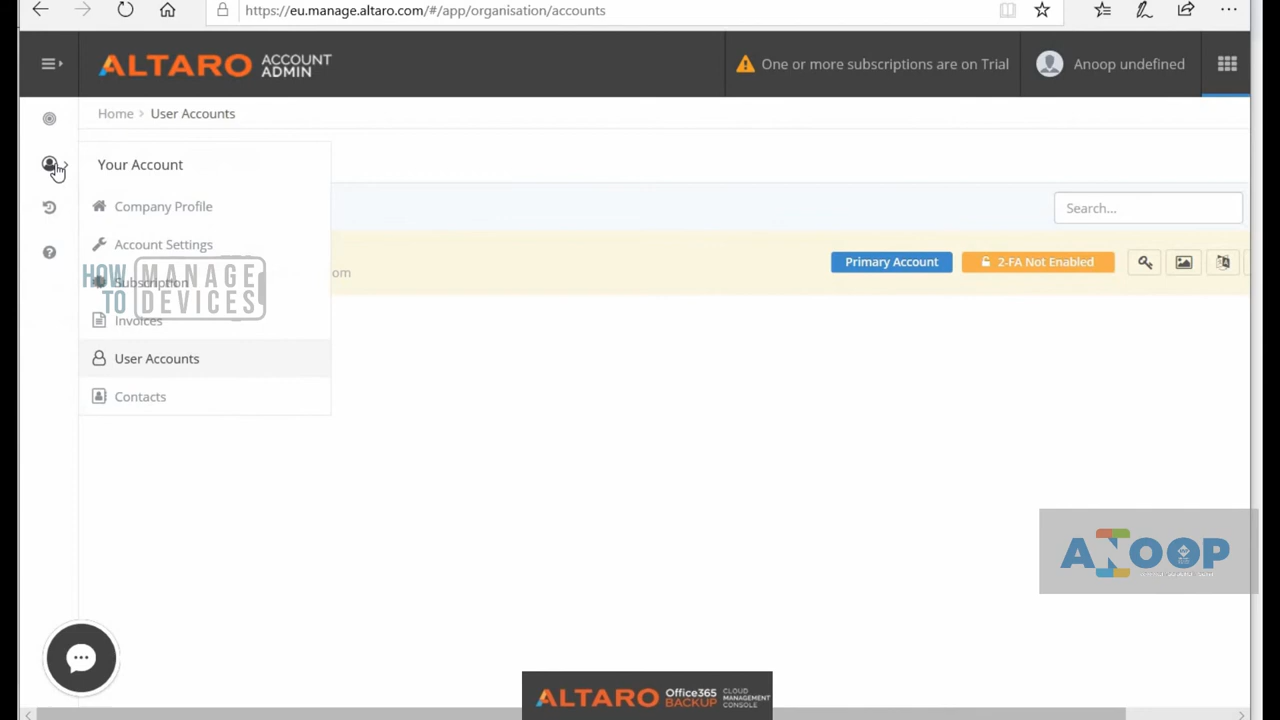 https://eu.manage.altaro.com/#/app/organisation/accounts
ALTARO ACCOUNT ADMIN
One or more subscriptions are on Trial
Anoop undefined
Home > User Accounts
Your Account
Company Profile
Search...
Account Settings
om
Primary Account
2-FA Not Enabled
HOW TO MANAGE DEVICES
Subscription
Invoices
User Accounts
Contacts
ANOOP
ALTARO Office365 BACKUP CLOUD MANAGEMENT CONSOLE